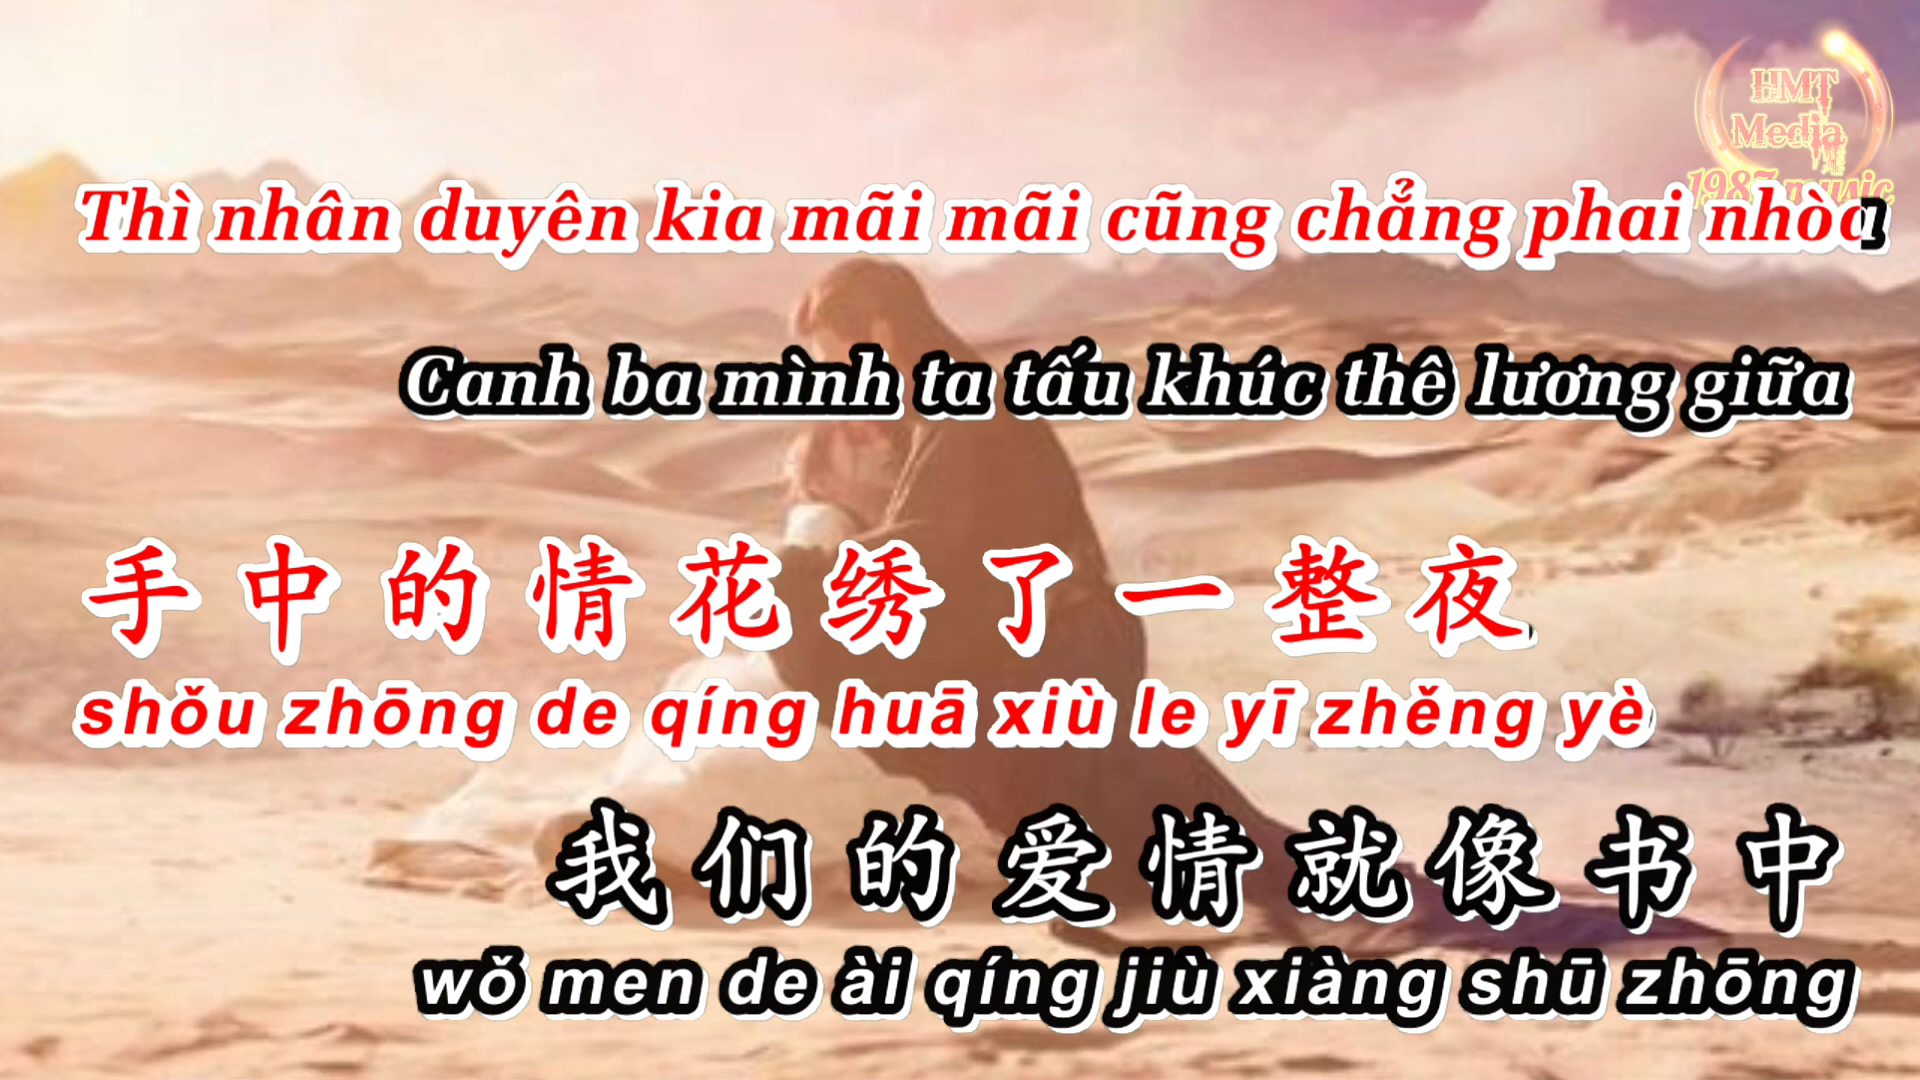 HMT
Media
1987 music
Thì nhân duyên kia mãi mãi cũng chẳng phai nhòa
Canh ba mình ta tấu khúc thê lương giữa
手中的情花绣了一整夜
shǒu zhōng de qíng huā xiù le yī zhěng yè
我们的爱情就像书中
wǒ men de ài qíng jiù xiàng shū zhōng